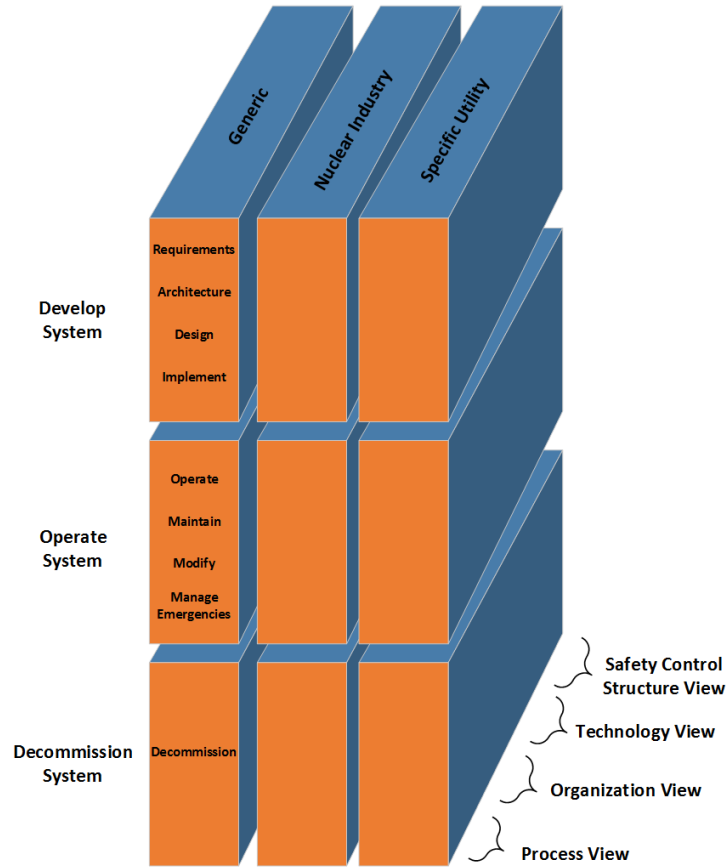 Generic
Nuclear Industry
Specific Utility
Develop
System
Requirements
Architecture
Design
Implement
Operate
System
Operate
Maintain
Modify
Manage
Emergencies
Decommission
System
Decommission
Safety Control
Structure View
Technology View
Organization View
Process View